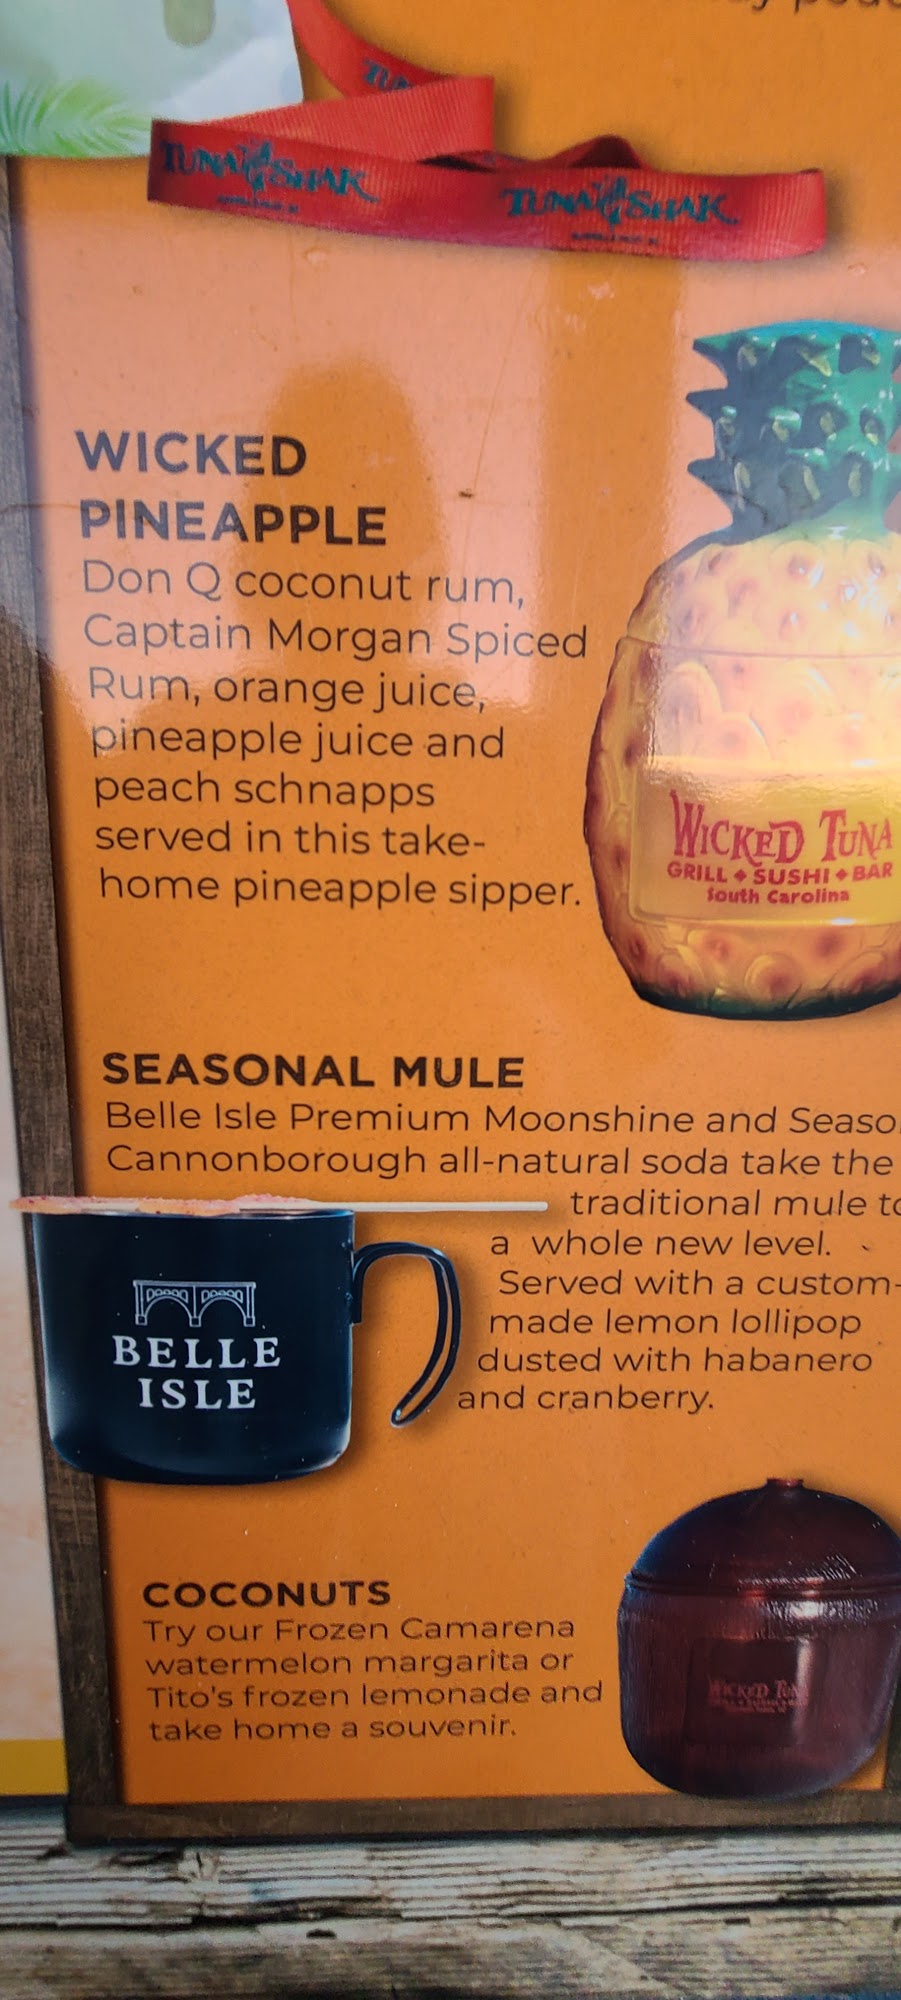 TUNA SHAK
TUNA SHAK
WICKED
PINEAPPLE
Don Q coconut rum,
Captain Morgan Spiced
Rum, orange juice,
pineapple juice and
peach schnapps
served in this take-
home pineapple sipper.
WICKED TUNA
GRILL ♦ SUSHI ♦ BAR
South Carolina
SEASONAL MULE
Belle Isle Premium Moonshine and Seaso
Cannonborough all-natural soda take the
traditional mule to
a whole new level.
Served with a custom-
made lemon lollipop
dusted with habanero
and cranberry.
BELLE
ISLE
COCONUTS
Try our Frozen Camarena
watermelon margarita or
Tito's frozen lemonade and
take home a souvenir.
WICKED TUNA